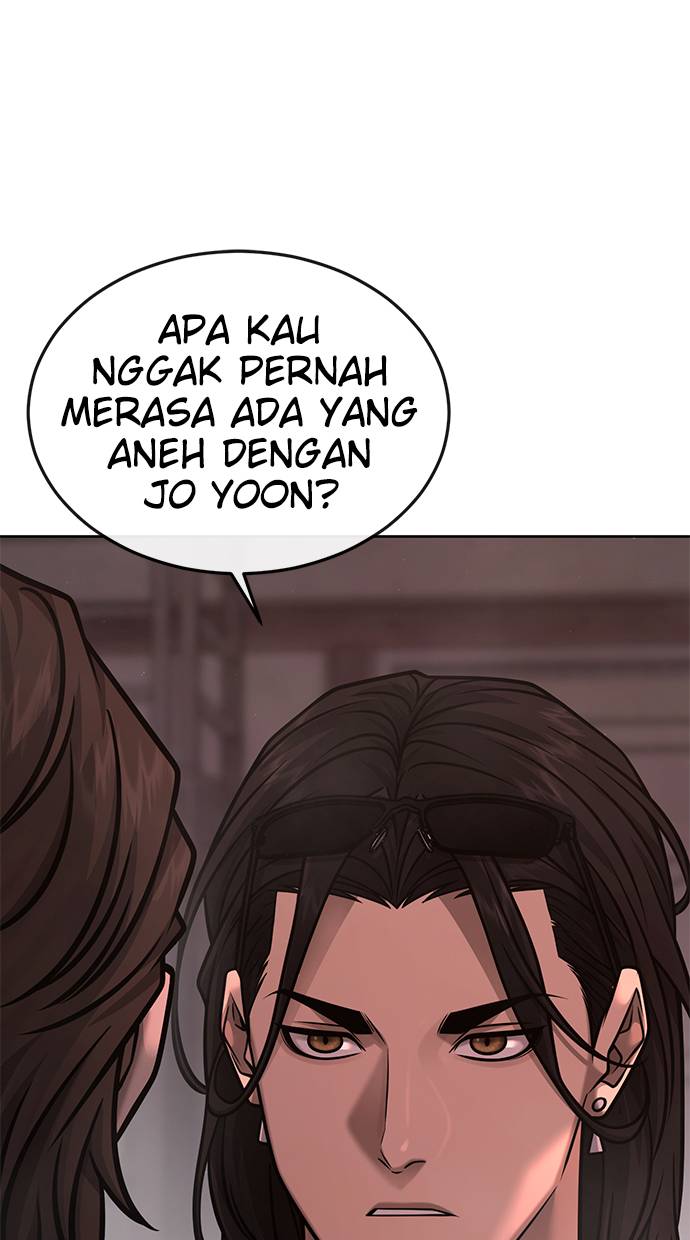 APA KAU
NGGAK PERNAH
MERASA ADA YANG
ANEH DENGAN
JO YOON?